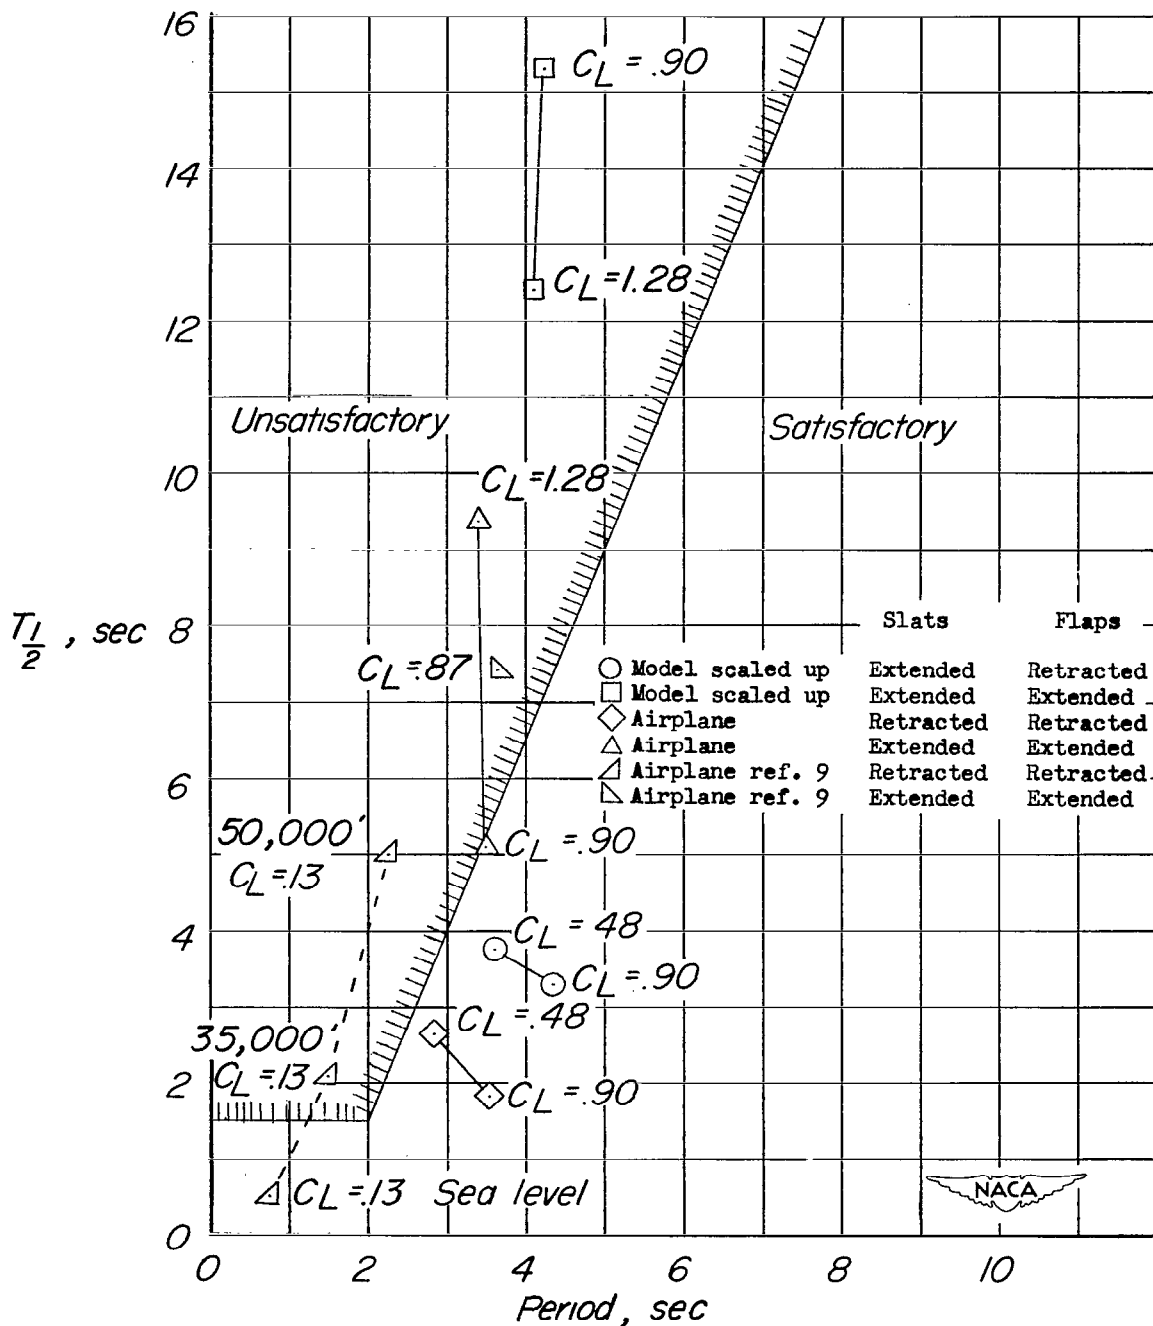 16
C_L = .90
14
C_L = 1.28
12
Unsatisfactory
Satisfactory
10
C_L = 1.28
T 1/2 , sec
8
Slats Flaps
C_L = .87
Model scaled up Extended Retracted
Model scaled up Extended Extended
Airplane Retracted Retracted
Airplane Extended Extended
Airplane ref. 9 Retracted Retracted
Airplane ref. 9 Extended Extended
6
50,000'
C_L = .13
C_L = .90
4
C_L = .48
C_L = .90
C_L = .48
35,000'
C_L = .13
2
C_L = .90
C_L = .13 Sea level
NACA
0
0 2 4 6 8 10
Period, sec